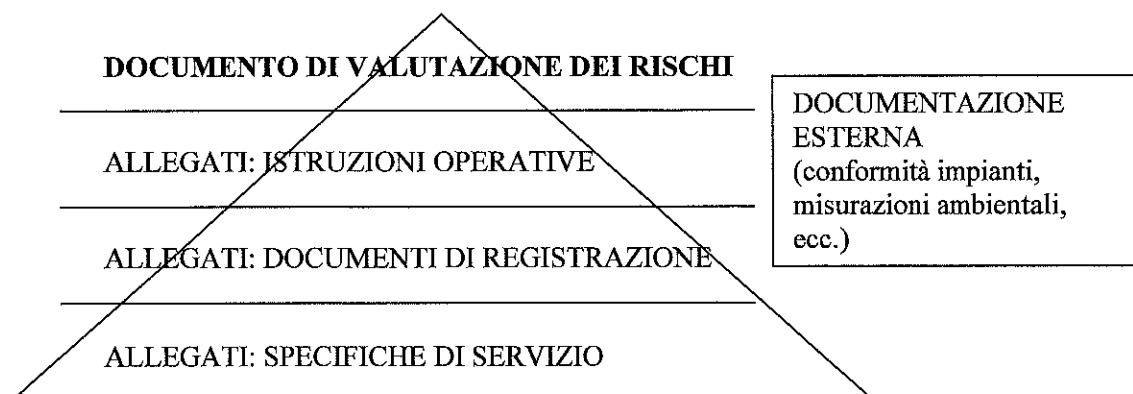 DOCUMENTO DI VALUTAZIONE DEI RISCHI
ALLEGATI: ISTRUZIONI OPERATIVE
ALLEGATI: DOCUMENTI DI REGISTRAZIONE
ALLEGATI: SPECIFICHE DI SERVIZIO
DOCUMENTAZIONE
ESTERNA
(conformità impianti,
misurazioni ambientali,
ecc.)